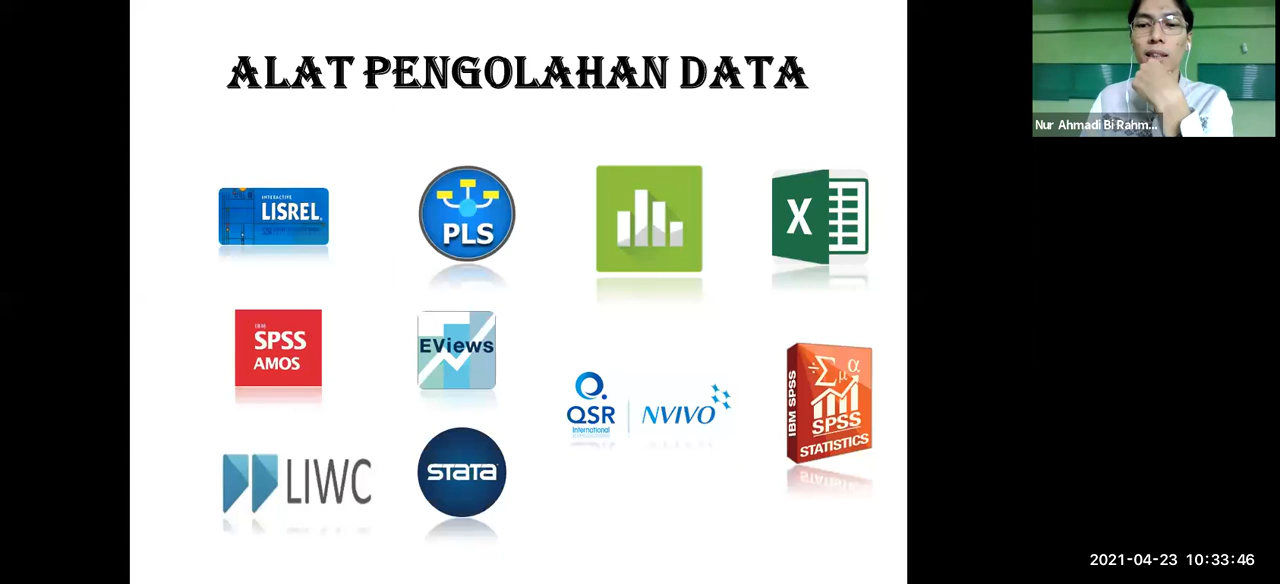 ALAT PENGOLAHAN DATA
Nur Ahmadi Bi Rahm...
INTERACTIVE
LISREL
PLS
X
IBM
SPSS
AMOS
EViews
QSR
International
NVIVO
IBM SPSS
Σ
μ
α
SPSS
STATISTICS
LIWC
STATA
2021-04-23 10:33:46